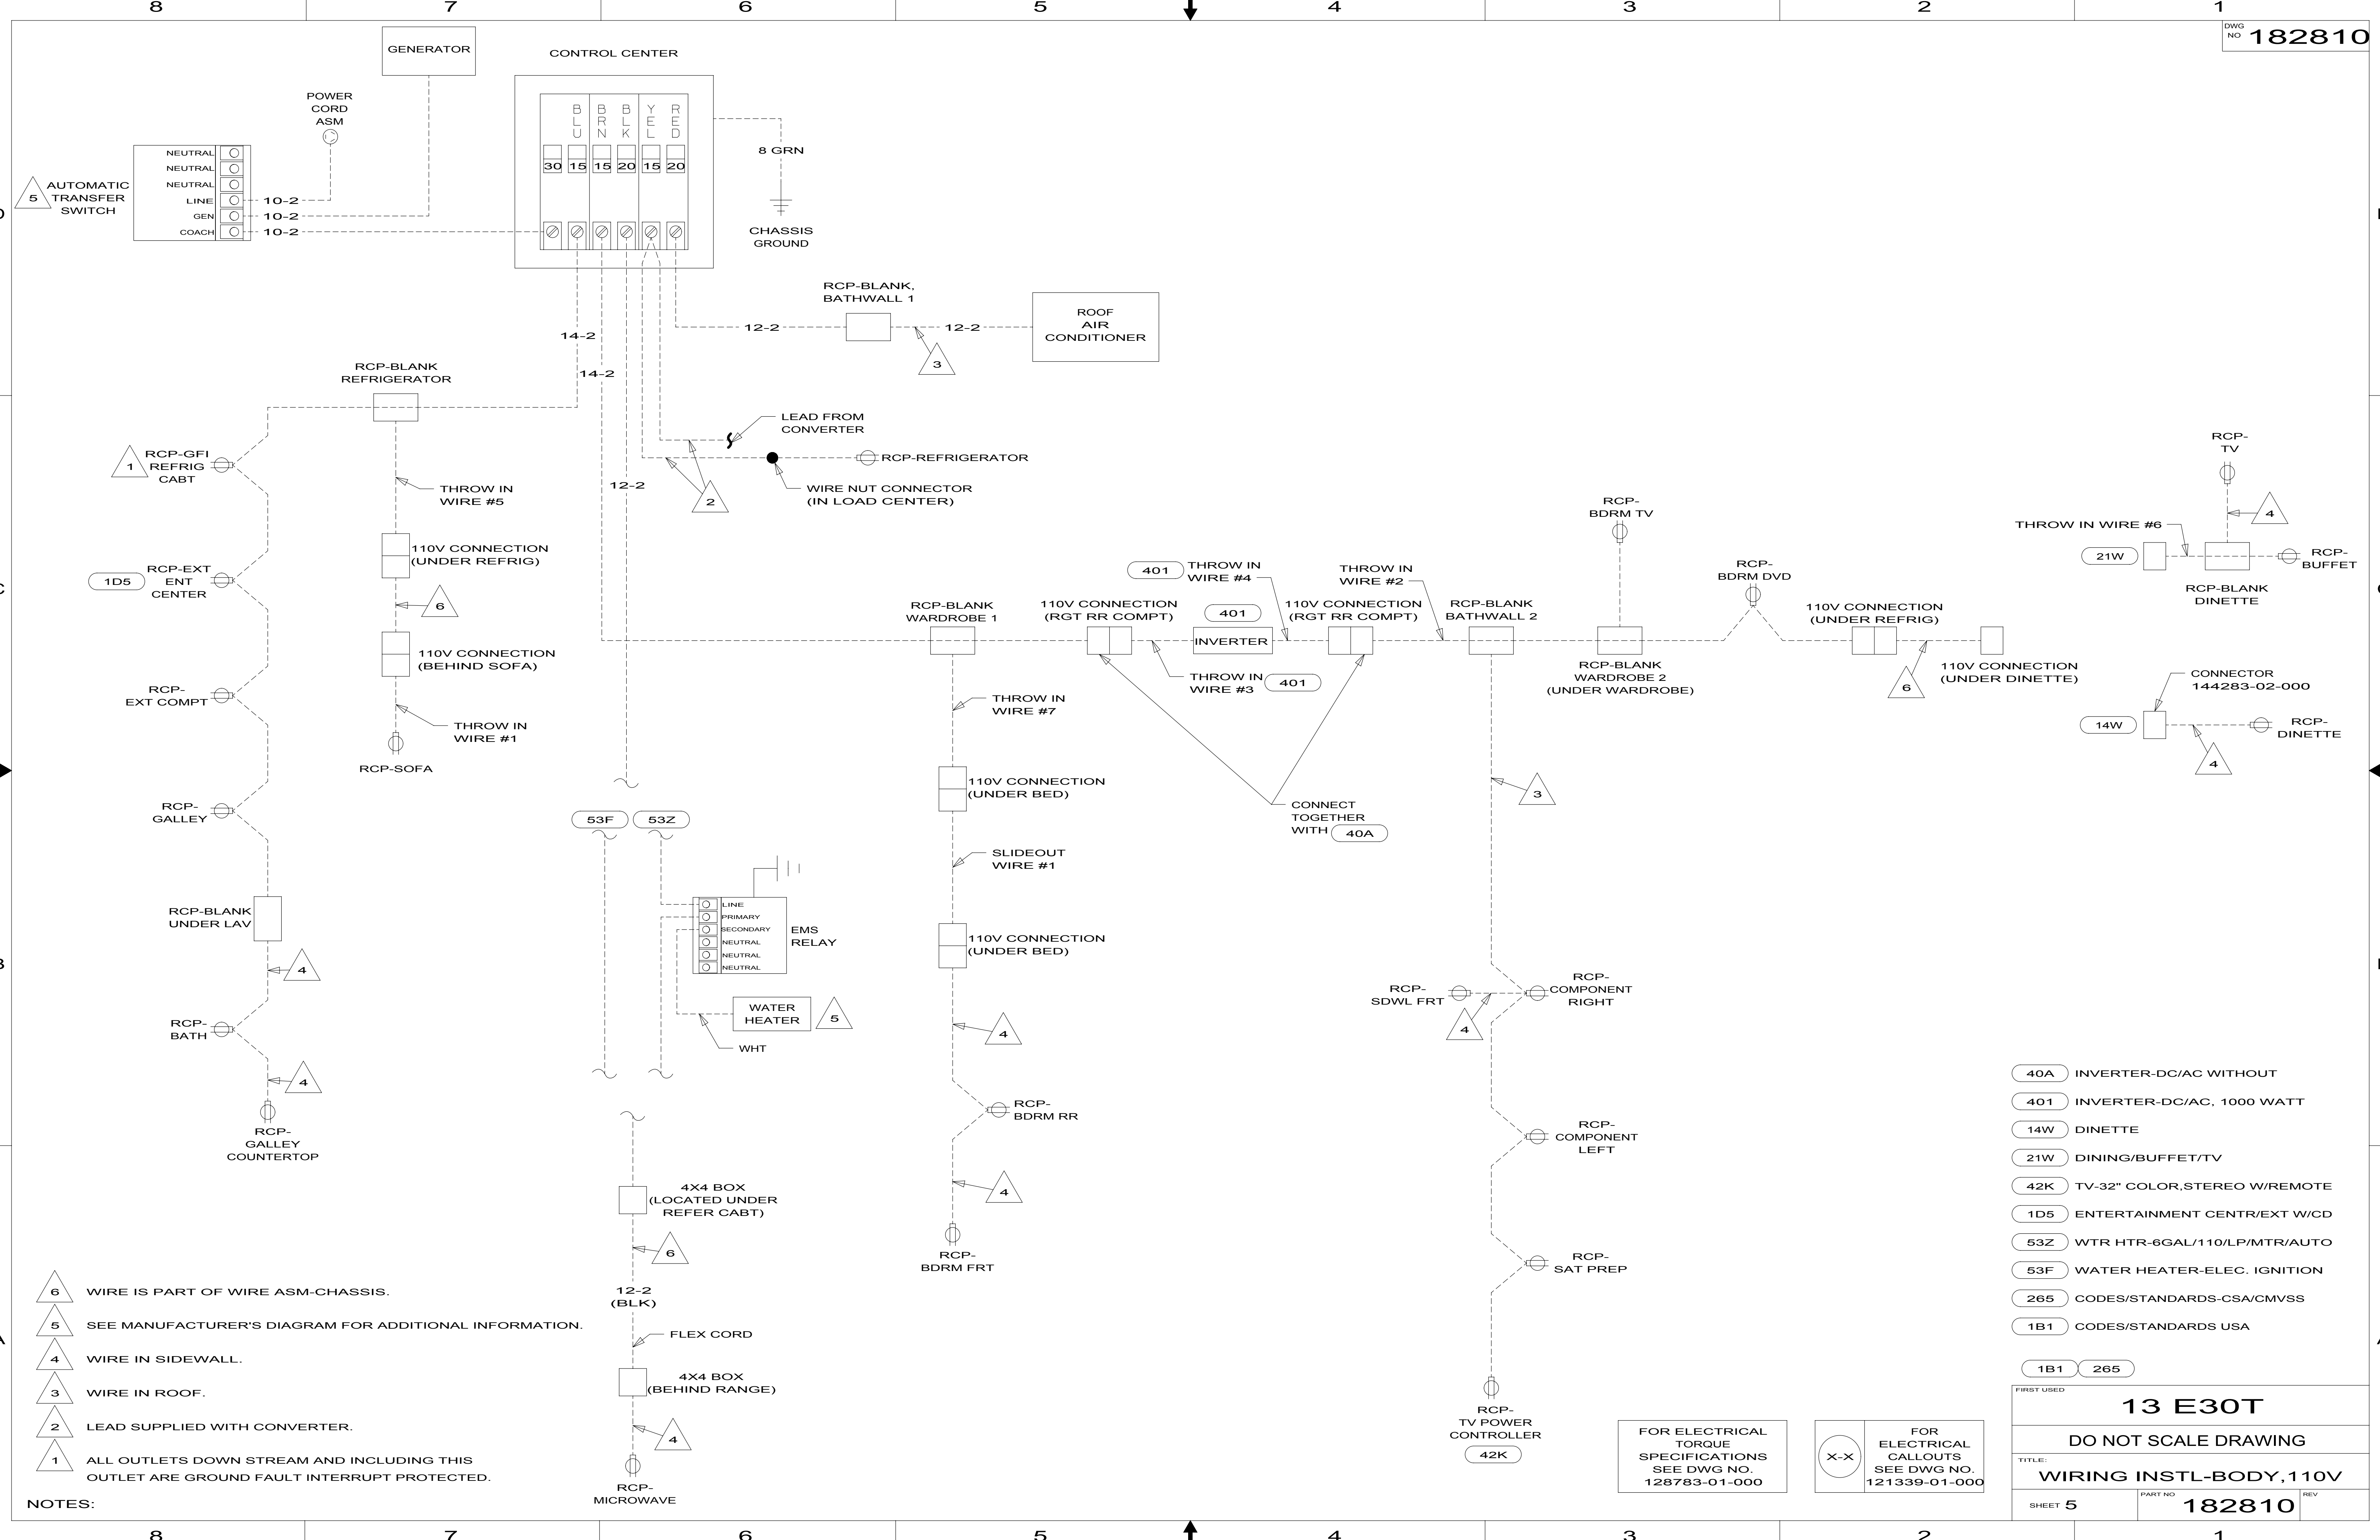 8 7 6 5 4 3 2 1
DWG
NO 182810
GENERATOR
CONTROL CENTER
POWER
CORD
ASM
BLU BRN BLK YEL RED
30 15 15 20 15 20
8 GRN
CHASSIS
GROUND
5
AUTOMATIC
TRANSFER
SWITCH
NEUTRAL
NEUTRAL
NEUTRAL
LINE 10-2
GEN 10-2
COACH 10-2
RCP-BLANK,
BATHWALL 1
ROOF
AIR
CONDITIONER
12-2 12-2
3
14-2
14-2
12-2
RCP-BLANK
REFRIGERATOR
LEAD FROM
CONVERTER
RCP-REFRIGERATOR
WIRE NUT CONNECTOR
(IN LOAD CENTER)
2
1
RCP-GFI
REFRIG
CABT
1D5
RCP-EXT
ENT
CENTER
RCP-
EXT COMPT
RCP-
GALLEY
RCP-BLANK
UNDER LAV
4
RCP-
BATH
4
RCP-
GALLEY
COUNTERTOP
THROW IN
WIRE #5
110V CONNECTION
(UNDER REFRIG)
6
110V CONNECTION
(BEHIND SOFA)
THROW IN
WIRE #1
RCP-SOFA
53F 53Z
LINE
PRIMARY
SECONDARY
NEUTRAL
NEUTRAL
NEUTRAL
EMS
RELAY
WATER
HEATER
5
WHT
4X4 BOX
(LOCATED UNDER
REFER CABT)
6
12-2
(BLK)
FLEX CORD
4X4 BOX
(BEHIND RANGE)
4
RCP-
MICROWAVE
RCP-BLANK
WARDROBE 1
THROW IN
WIRE #7
110V CONNECTION
(UNDER BED)
SLIDEOUT
WIRE #1
110V CONNECTION
(UNDER BED)
4
RCP-
BDRM RR
4
RCP-
BDRM FRT
110V CONNECTION
(RGT RR COMPT)
401 THROW IN
WIRE #4
401
INVERTER
THROW IN
WIRE #3 401
110V CONNECTION
(RGT RR COMPT)
THROW IN
WIRE #2
CONNECT
TOGETHER
WITH 40A
RCP-BLANK
BATHWALL 2
3
RCP-
SDWL FRT
4
RCP-
COMPONENT
RIGHT
RCP-
COMPONENT
LEFT
RCP-
SAT PREP
RCP-
TV POWER
CONTROLLER
42K
RCP-
BDRM TV
RCP-BLANK
WARDROBE 2
(UNDER WARDROBE)
RCP-
BDRM DVD
110V CONNECTION
(UNDER REFRIG)
6
110V CONNECTION
(UNDER DINETTE)
RCP-
TV
4
THROW IN WIRE #6
21W
RCP-
BUFFET
RCP-BLANK
DINETTE
CONNECTOR
144283-02-000
14W
RCP-
DINETTE
4
40A INVERTER-DC/AC WITHOUT
401 INVERTER-DC/AC, 1000 WATT
14W DINETTE
21W DINING/BUFFET/TV
42K TV-32" COLOR,STEREO W/REMOTE
1D5 ENTERTAINMENT CENTR/EXT W/CD
53Z WTR HTR-6GAL/110/LP/MTR/AUTO
53F WATER HEATER-ELEC. IGNITION
265 CODES/STANDARDS-CSA/CMVSS
1B1 CODES/STANDARDS USA
1B1 265
6 WIRE IS PART OF WIRE ASM-CHASSIS.
5 SEE MANUFACTURER'S DIAGRAM FOR ADDITIONAL INFORMATION.
4 WIRE IN SIDEWALL.
3 WIRE IN ROOF.
2 LEAD SUPPLIED WITH CONVERTER.
1 ALL OUTLETS DOWN STREAM AND INCLUDING THIS
OUTLET ARE GROUND FAULT INTERRUPT PROTECTED.
NOTES:
FOR ELECTRICAL
TORQUE
SPECIFICATIONS
SEE DWG NO.
128783-01-000
X-X
FOR
ELECTRICAL
CALLOUTS
SEE DWG NO.
121339-01-000
FIRST USED
13 E30T
DO NOT SCALE DRAWING
TITLE:
WIRING INSTL-BODY,110V
SHEET 5
PART NO 182810
REV
8 7 6 5 4 3 2 1